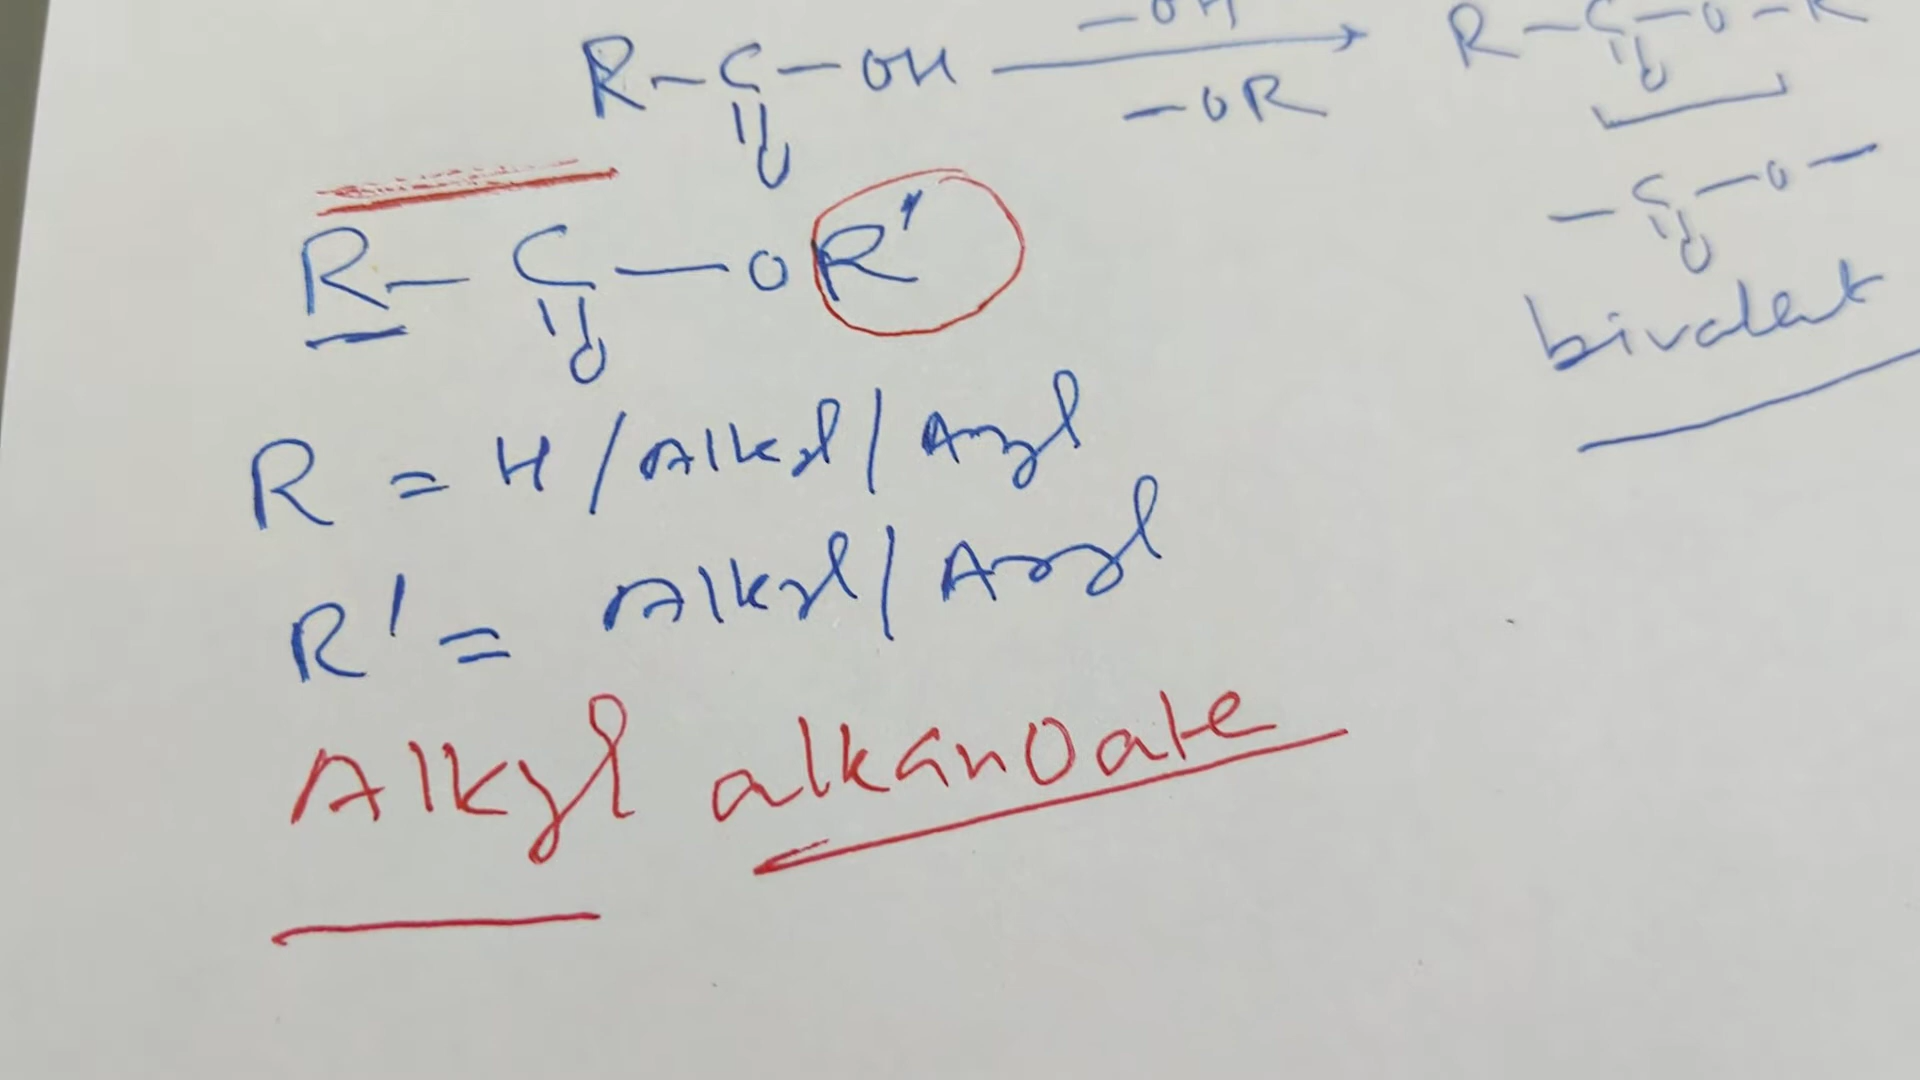 R-C-OH -OH R-C-O-R
O -OR O
R-C-OR' -C-O-
O O
bivalent
R = H/Alkyl/Aryl
R' = Alkyl/Aryl
Alkyl alkanoate